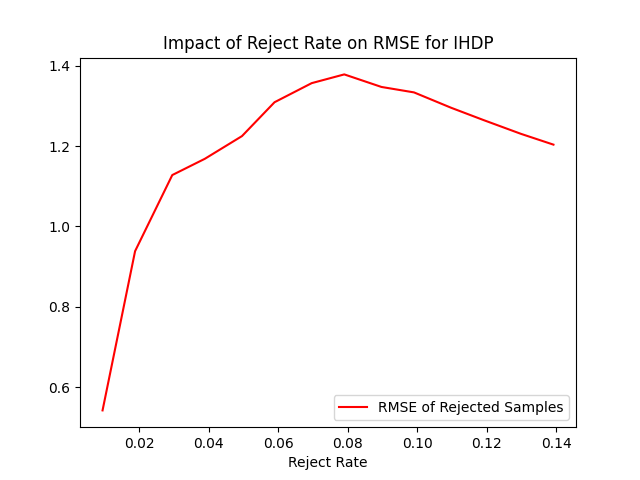 Impact of Reject Rate on RMSE for IHDP
1.4
1.2
1.0
0.8
0.6
RMSE of Rejected Samples
0.02 0.04 0.06 0.08 0.10 0.12 0.14
Reject Rate